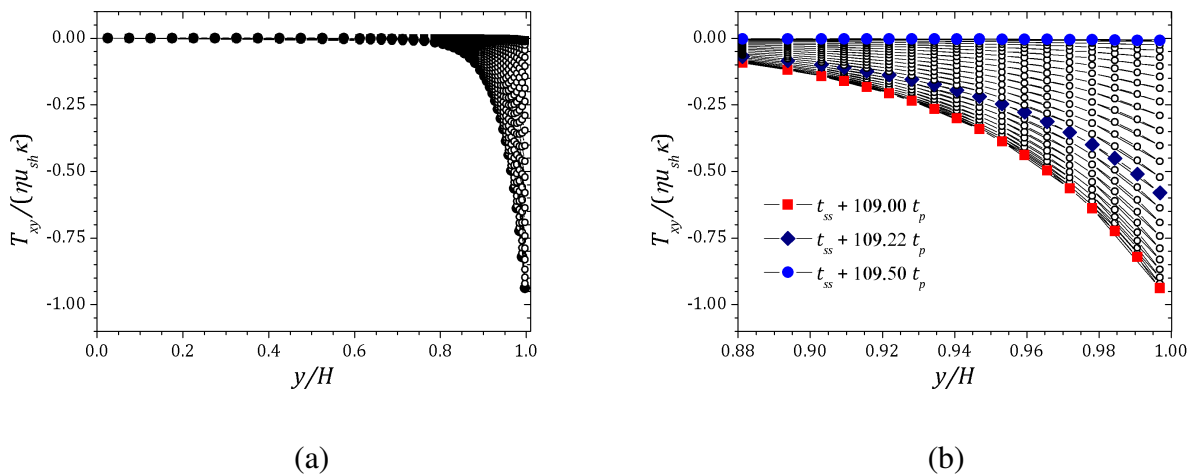 0.00
-0.25
-0.50
-0.75
-1.00
T_xy/(ηu_shκ)
0.0 0.2 0.4 0.6 0.8 1.0
y/H
(a)
0.00
-0.25
-0.50
-0.75
-1.00
T_xy/(ηu_shκ)
t_ss + 109.00 t_p
t_ss + 109.22 t_p
t_ss + 109.50 t_p
0.88 0.90 0.92 0.94 0.96 0.98 1.00
y/H
(b)